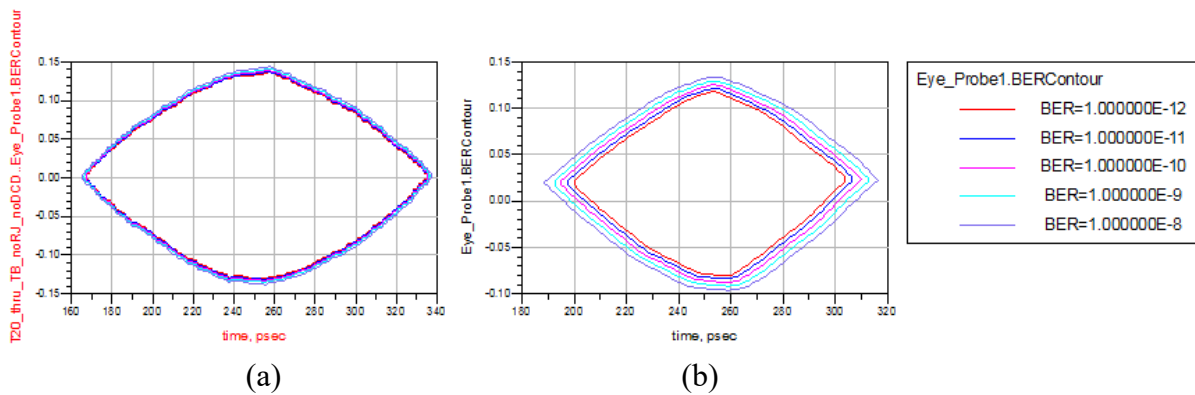 T20_thru_TB_noRJ_noDCD..Eye_Probe1.BERContour
0.15
0.10
0.05
0.00
-0.05
-0.10
-0.15
160 180 200 220 240 260 280 300 320 340
time, psec
(a)
Eye_Probe1.BERContour
0.15
0.10
0.05
0.00
-0.05
-0.10
180 200 220 240 260 280 300 320
time, psec
(b)
Eye_Probe1.BERContour
BER=1.000000E-12
BER=1.000000E-11
BER=1.000000E-10
BER=1.000000E-9
BER=1.000000E-8